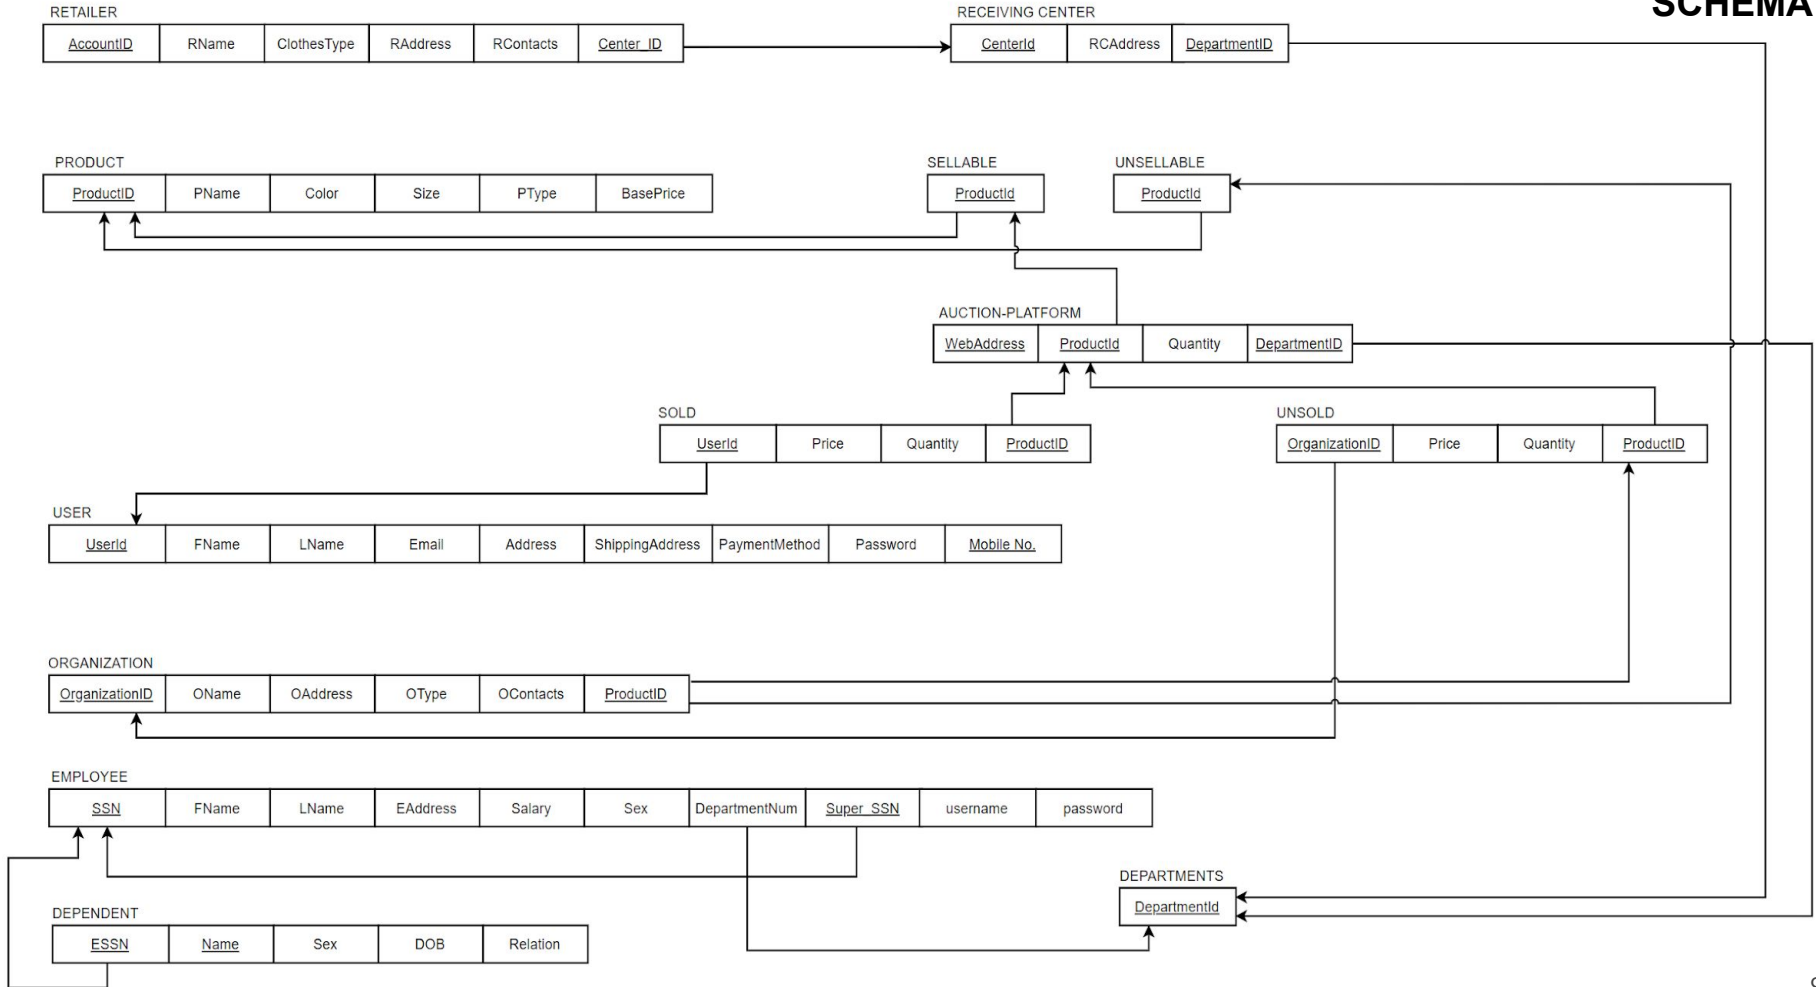 SCHEMA
RETAILER
AccountID RName ClothesType RAddress RContacts Center_ID
RECEIVING CENTER
CenterId RCAddress DepartmentID
PRODUCT
ProductID PName Color Size PType BasePrice
SELLABLE
ProductId
UNSELLABLE
ProductId
AUCTION-PLATFORM
WebAddress ProductId Quantity DepartmentID
SOLD
UserId Price Quantity ProductID
UNSOLD
OrganizationID Price Quantity ProductID
USER
UserId FName LName Email Address ShippingAddress PaymentMethod Password Mobile No.
ORGANIZATION
OrganizationID OName OAddress OType OContacts ProductID
EMPLOYEE
SSN FName LName EAddress Salary Sex DepartmentNum Super_SSN username password
DEPARTMENTS
DepartmentId
DEPENDENT
ESSN Name Sex DOB Relation